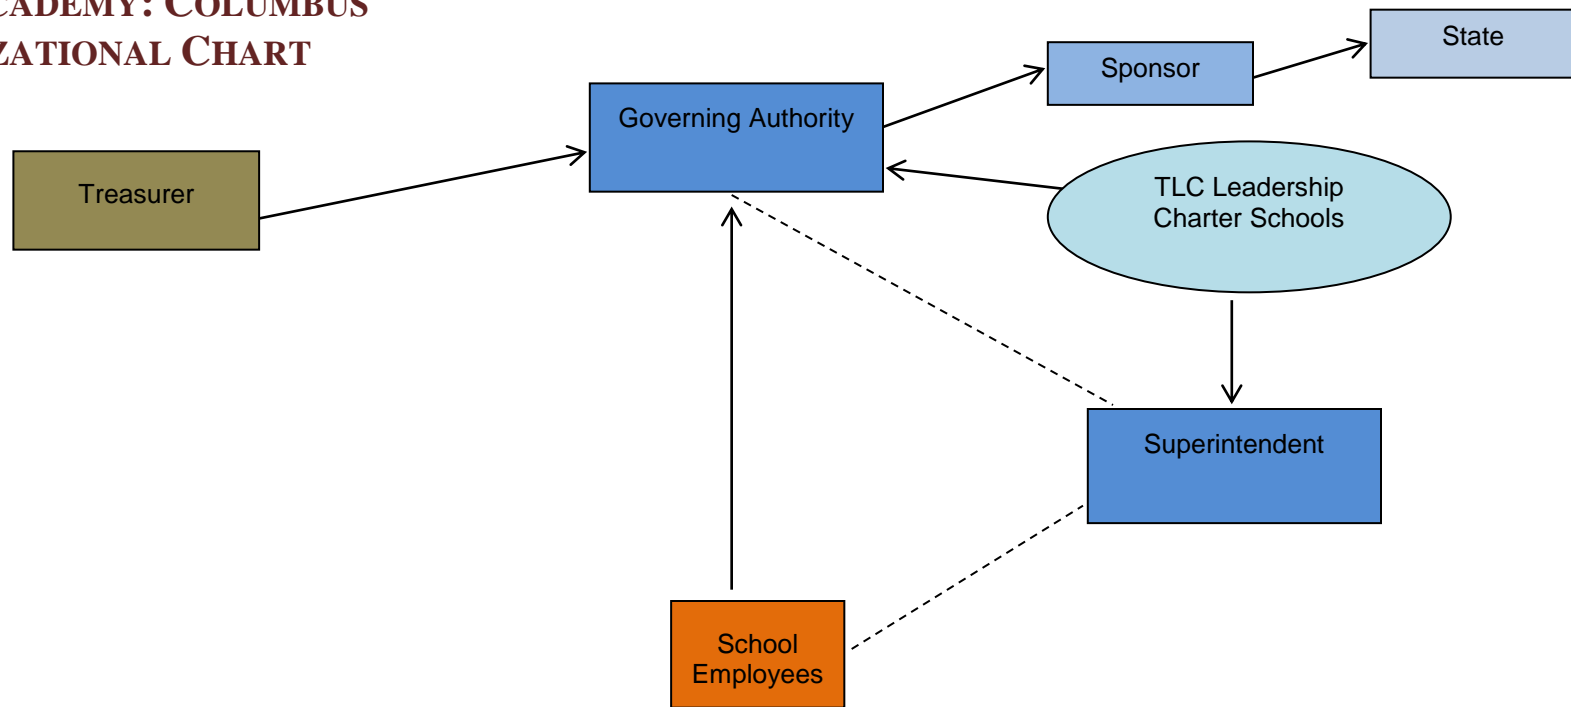 CADEMY: COLUMBUS
ZATIONAL CHART
State
Sponsor
Governing Authority
Treasurer
TLC Leadership
Charter Schools
Superintendent
School
Employees